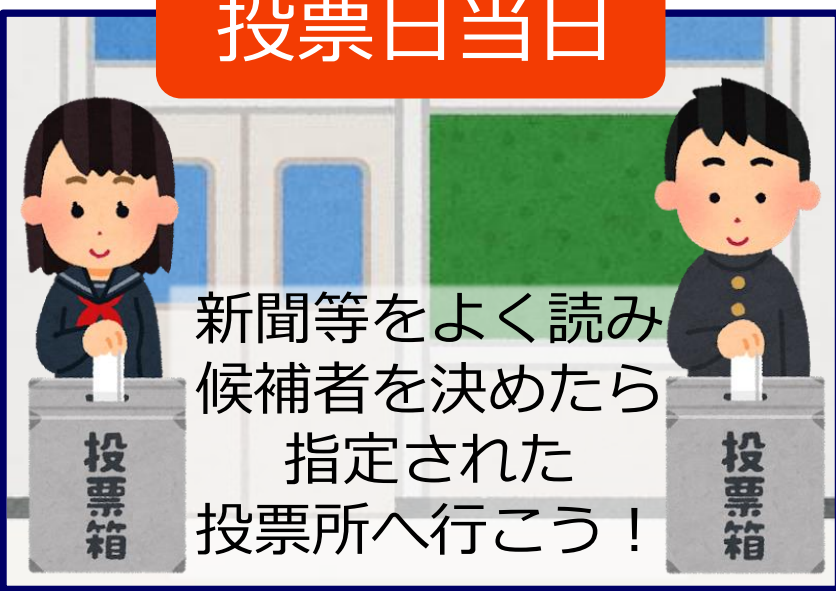 投票日当日
新聞等をよく読み
候補者を決めたら
指定された
投票所へ行こう！
投票箱
投票箱